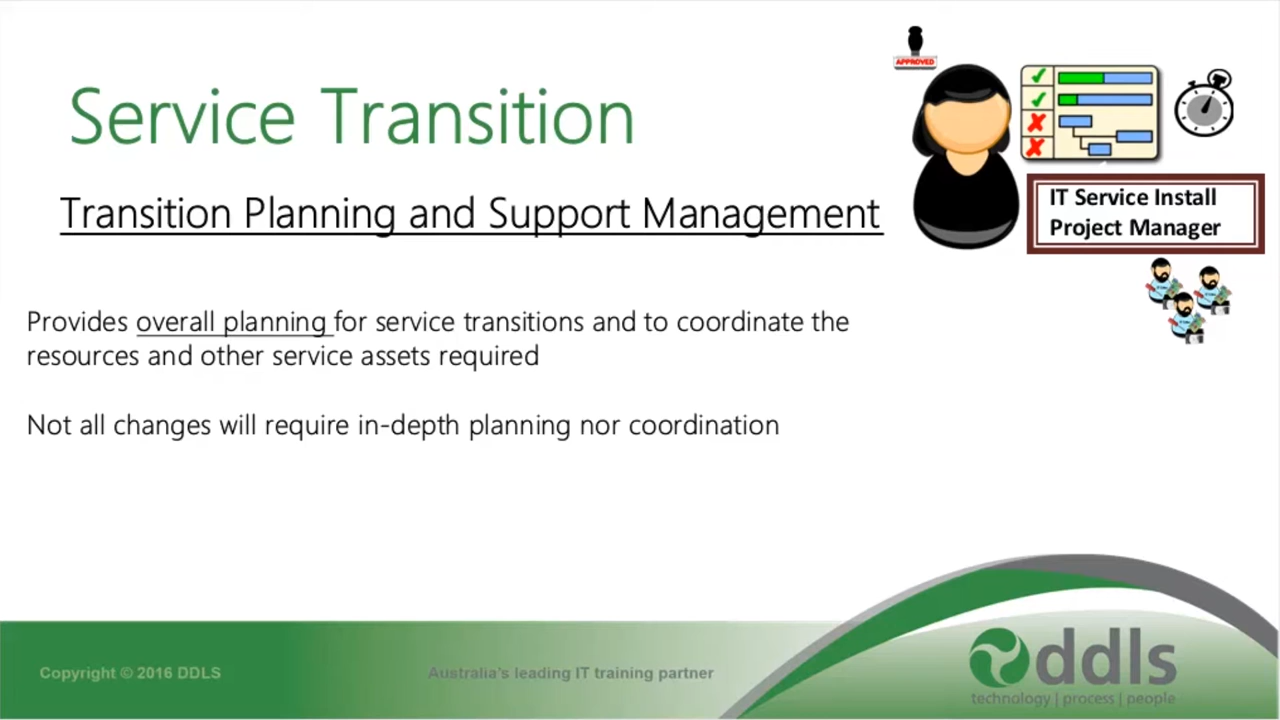 APPROVED
Service Transition
Transition Planning and Support Management
IT Service Install
Project Manager
Provides overall planning for service transitions and to coordinate the
resources and other service assets required
Not all changes will require in-depth planning nor coordination
Copyright © 2016 DDLS
Australia's leading IT training partner
ddls
technology | process | people